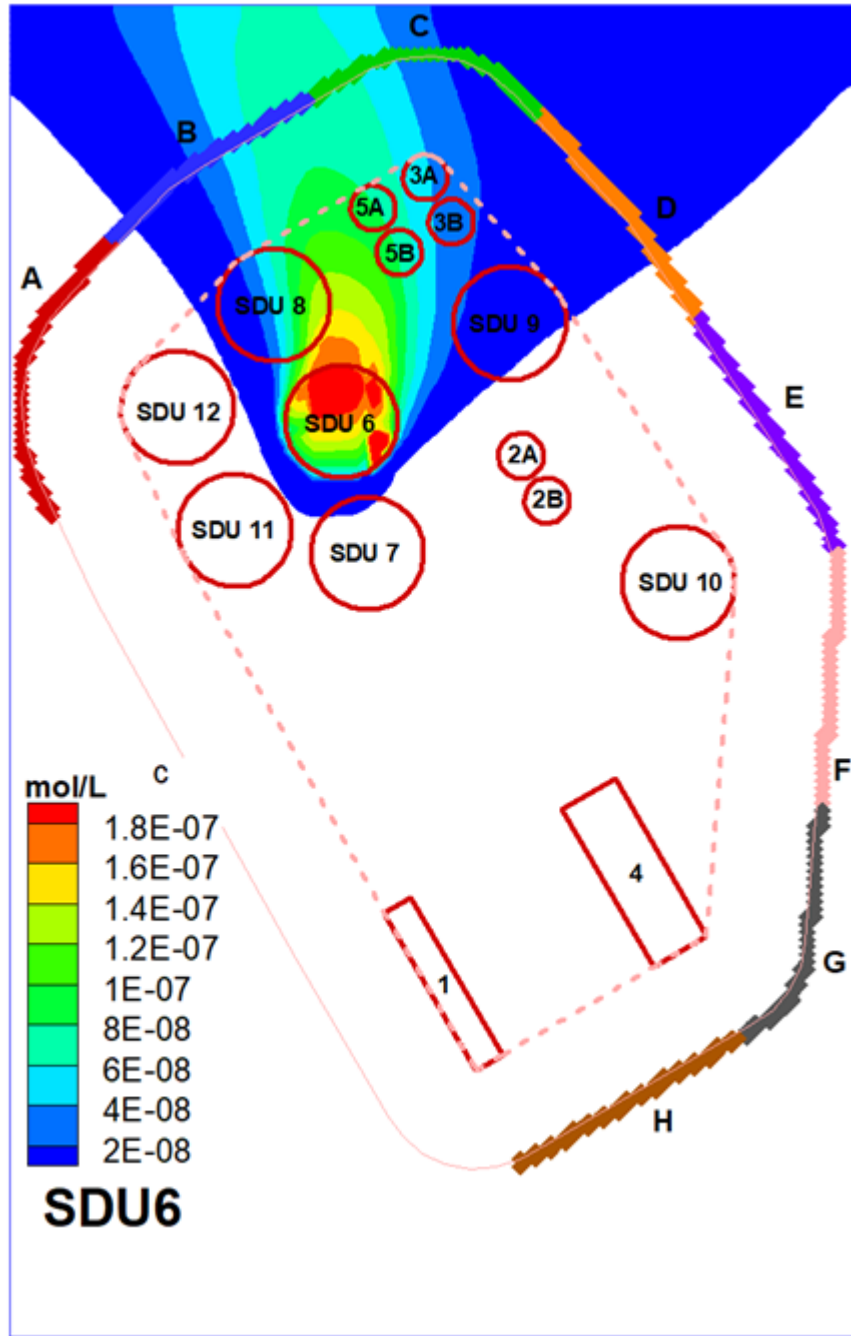 C
B
3A
5A
3B
D
5B
A
SDU 8
SDU 9
E
SDU 12
SDU 6
2A
2B
SDU 11
SDU 7
SDU 10
C
mol/L
F
1.8E-07
1.6E-07
4
1.4E-07
1.2E-07
G
1
1E-07
8E-08
6E-08
4E-08
H
2E-08
SDU6